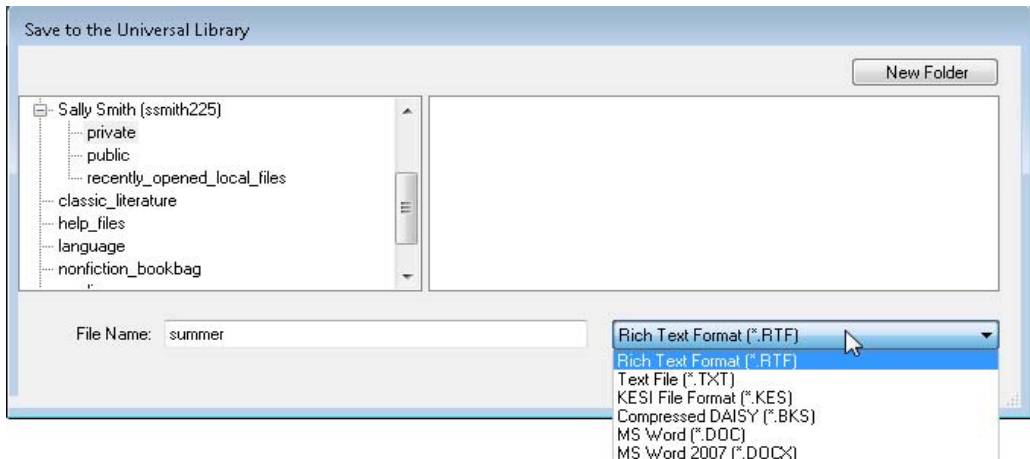 Save to the Universal Library
New Folder
Sally Smith (ssmith225)
private
public
recently_opened_local_files
classic_literature
help_files
language
nonfiction_bookbag
File Name: summer
Rich Text Format (*.RTF)
Rich Text Format (*.RTF)
Text File (*.TXT)
KESI File Format (*.KES)
Compressed DAISY (*.BKS)
MS Word (*.DOC)
MS Word 2007 (*.DOCX)